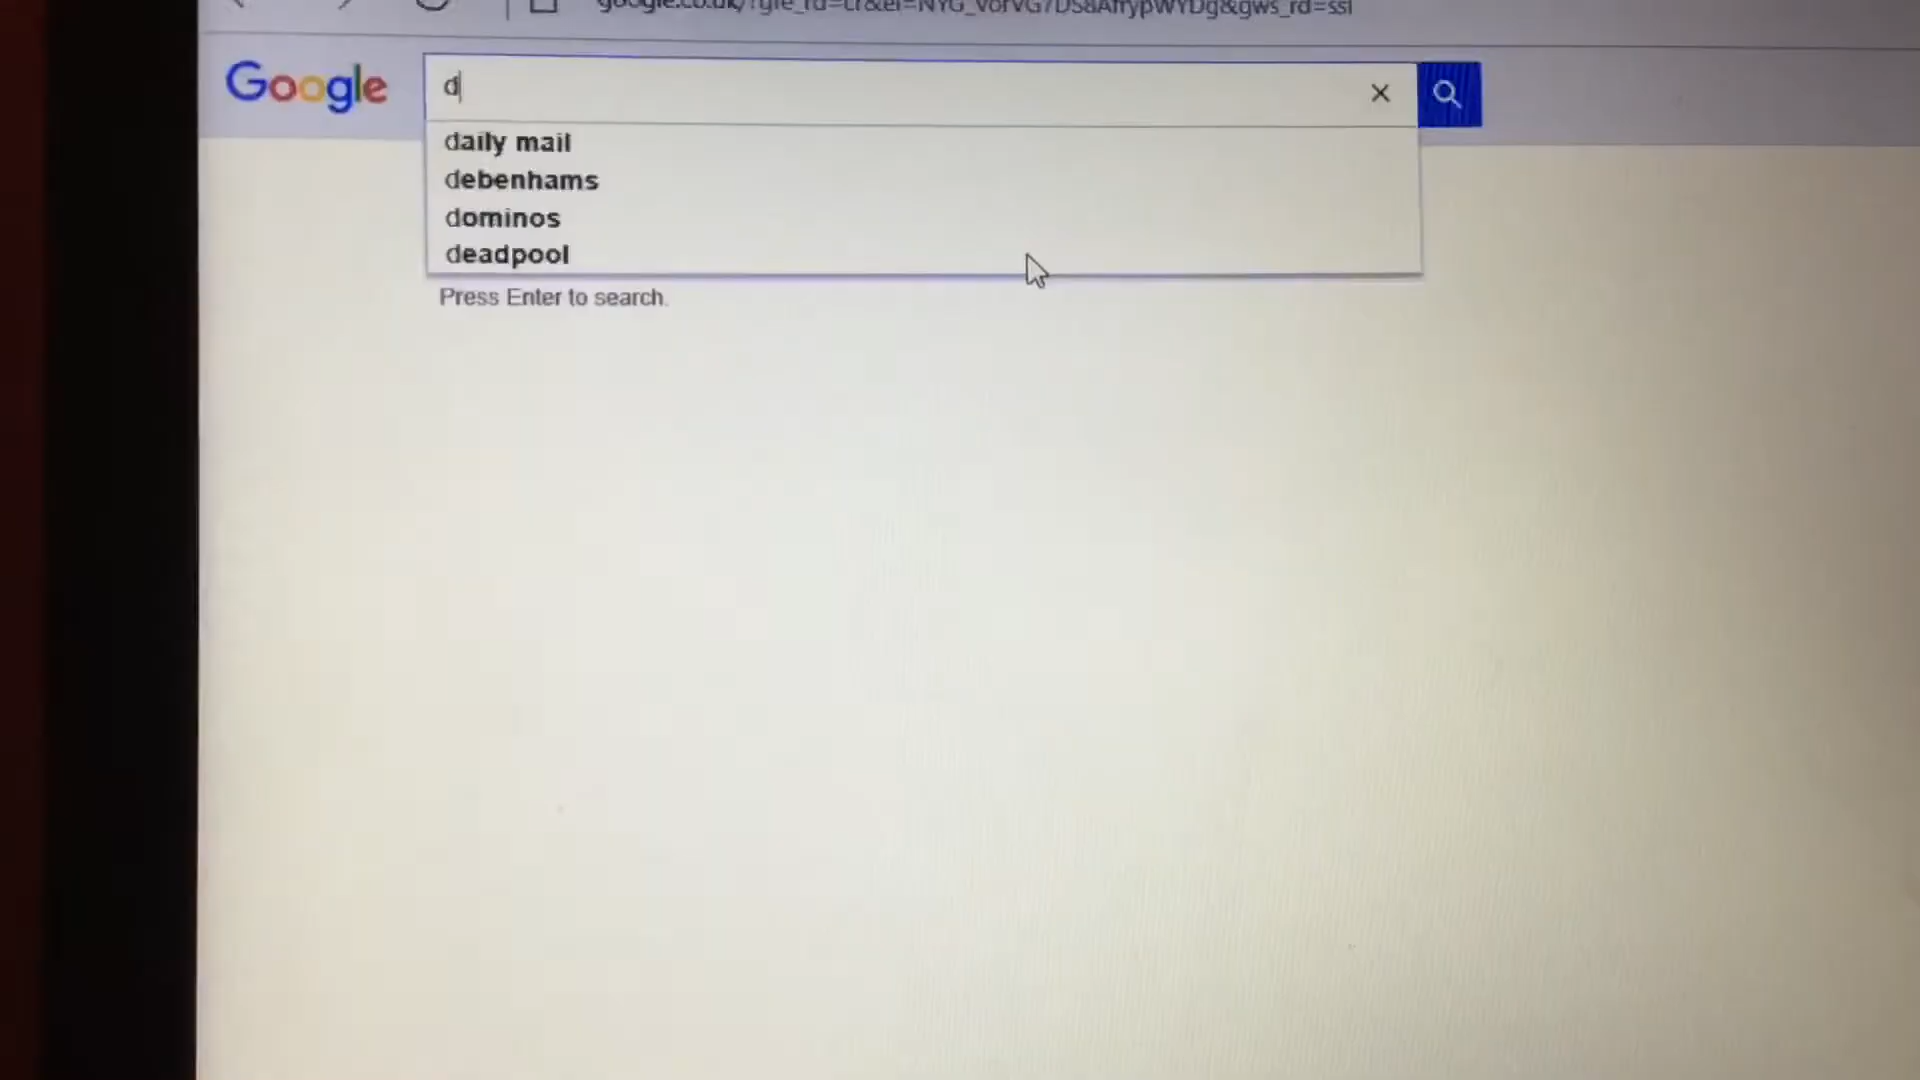 Google
d
daily mail
debenhams
dominos
deadpool
Press Enter to search.